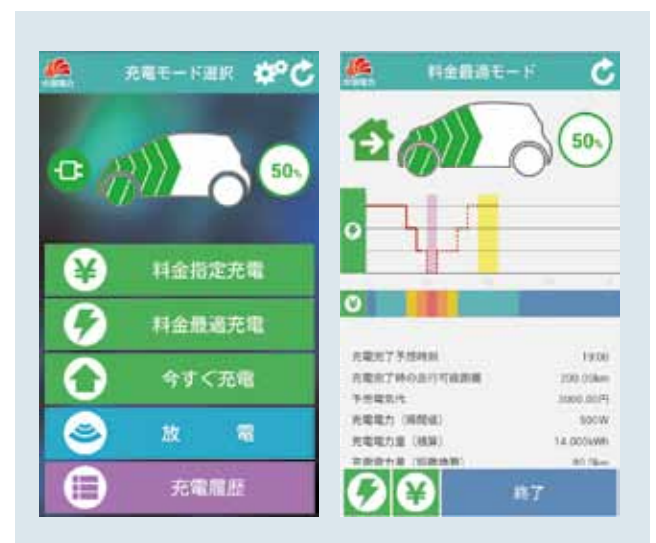 充電モード選択
50%
¥
料金指定充電
料金最適充電
今すぐ充電
放 電
充電履歴
料金最適モード
50%
¥
充電完了予想時刻 19:00
充電完了時の走行可能距離 200.00km
予想電気代 3000.00円
充電電力（瞬間値） 500W
充電電力量（積算） 14.000kWh
¥
終了